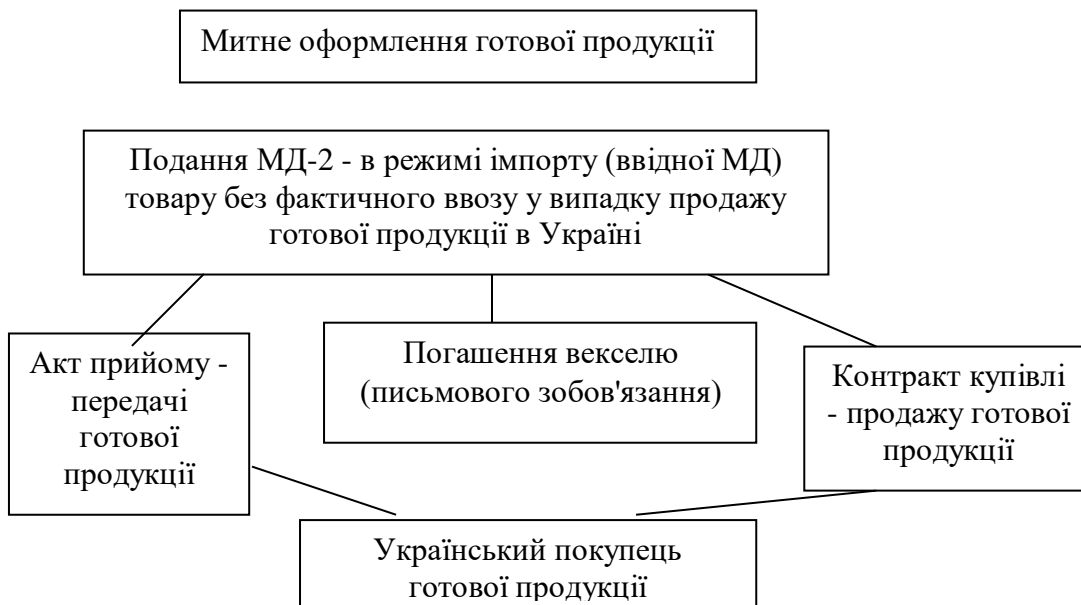 Митне оформлення готової продукції
Подання МД-2 - в режимі імпорту (ввідної МД)
товару без фактичного ввозу у випадку продажу
готової продукції в Україні
Акт прийому -
передачі
готової
продукції
Погашення векселю
(письмового зобов'язання)
Контракт купівлі
- продажу готової
продукції
Український покупець
готової продукції